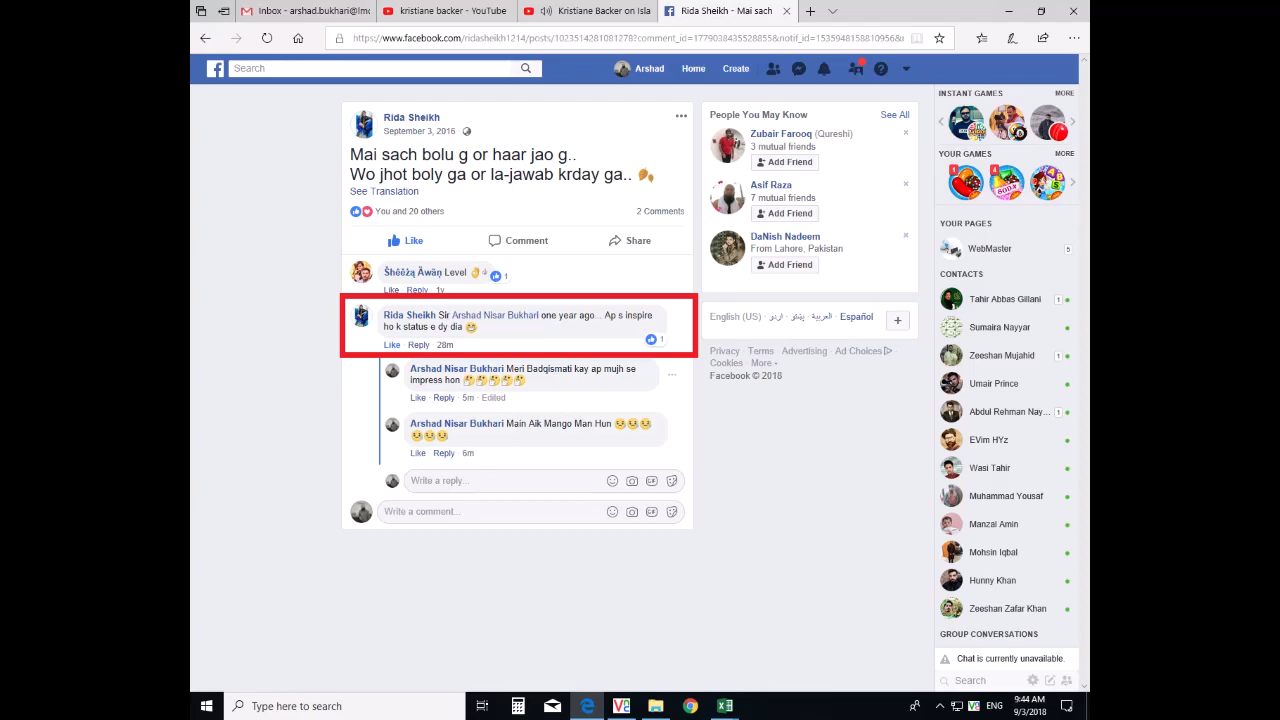 Inbox - arshad.bukhari@lmo
kristiane backer - YouTube
Kristiane Backer on Isla
Rida Sheikh - Mai sach
https://www.facebook.com/ridasheikh1214/posts/1023514281081278?comment_id=1779038435528855&notif_id=1535948158810956&
Search
Arshad
Home
Create
Rida Sheikh
September 3, 2016
Mai sach bolu g or haar jao g..
Wo jhot boly ga or la-jawab krday ga..
See Translation
You and 20 others
2 Comments
Like
Comment
Share
Level
1
Like · Reply · 1y
Rida Sheikh Sir Arshad Nisar Bukhari one year ago... Ap s inspire
ho k status e dy dia
1
Like · Reply · 28m
Arshad Nisar Bukhari Meri Badqismati kay ap mujh se
impress hon
Like · Reply · 5m · Edited
Arshad Nisar Bukhari Main Aik Mango Man Hun
Like · Reply · 6m
Write a reply...
Write a comment...
People You May Know
See All
Zubair Farooq (Qureshi)
3 mutual friends
Add Friend
Asif Raza
7 mutual friends
Add Friend
DaNish Nadeem
From Lahore, Pakistan
Add Friend
English (US) · اردو · العربية · پښتو · Español
Privacy · Terms · Advertising · Ad Choices ·
Cookies · More
Facebook © 2018
INSTANT GAMES
MORE
YOUR GAMES
MORE
YOUR PAGES
WebMaster
5
CONTACTS
Tahir Abbas Gillani
1
Sumaira Nayyar
Zeeshan Mujahid
1
Umair Prince
Abdul Rehman Nay...
1
EVim HYz
Wasi Tahir
Muhammad Yousaf
Manzal Amin
Mohsin Iqbal
Hunny Khan
Zeeshan Zafar Khan
GROUP CONVERSATIONS
Chat is currently unavailable.
Search
Type here to search
ENG
9:44 AM
9/3/2018